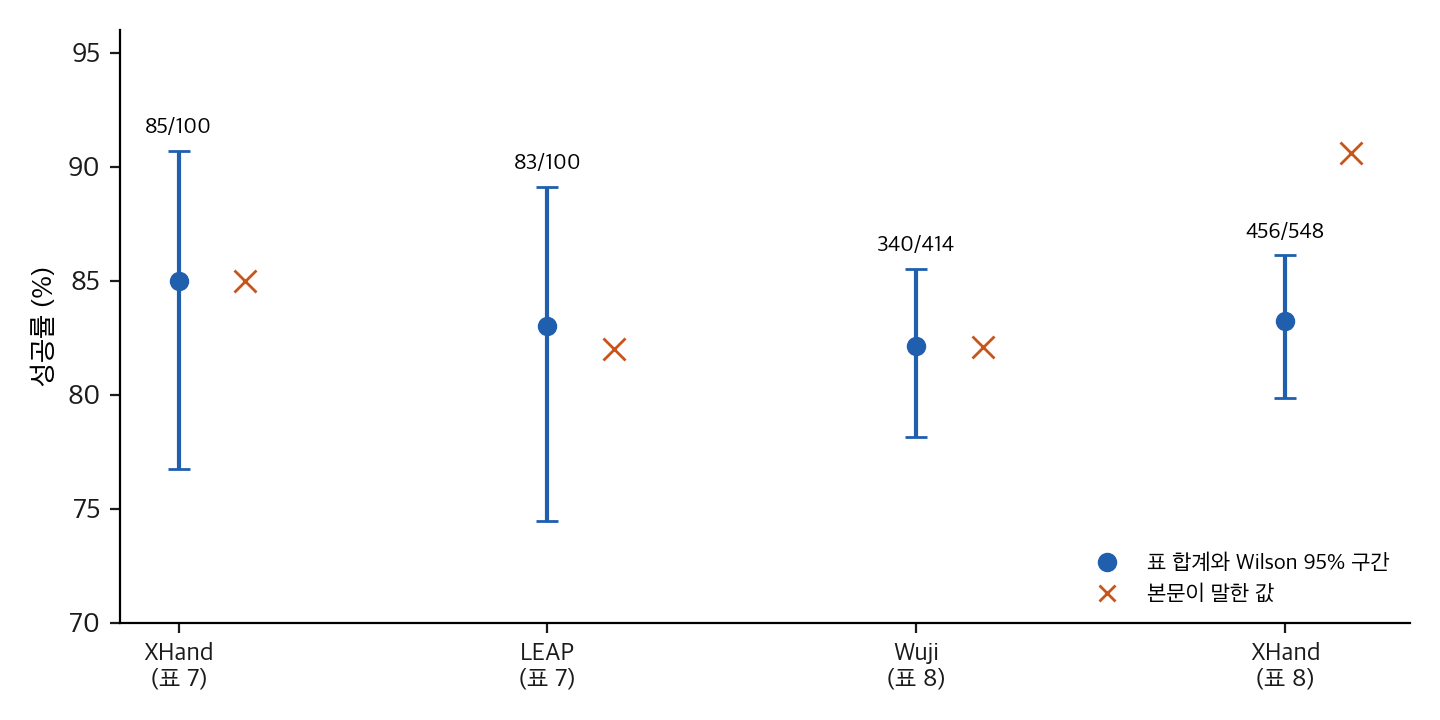 성공률 (%)
95
90
85
80
75
70
85/100
83/100
340/414
456/548
표 합계와 Wilson 95% 구간
본문이 말한 값
XHand
(표 7)
LEAP
(표 7)
Wuji
(표 8)
XHand
(표 8)